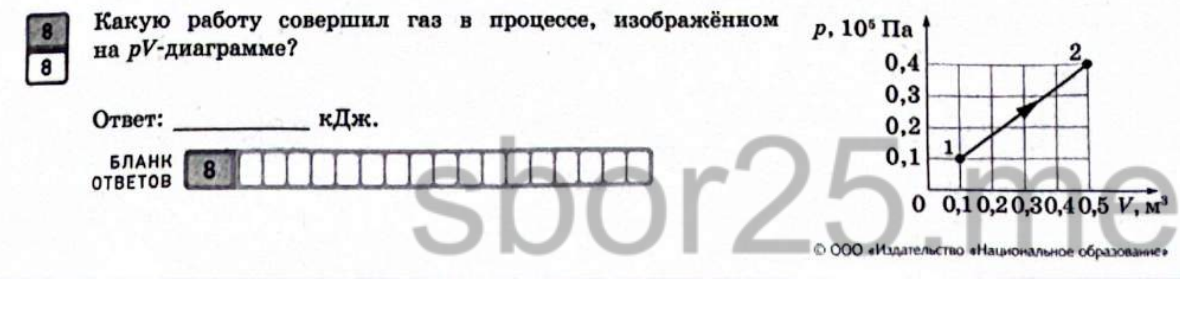 8
8
Какую работу совершил газ в процессе, изображённом
на pV-диаграмме?
Ответ: __________ кДж.
БЛАНК
ОТВЕТОВ
8
p, 10⁵ Па
0,4
0,3
0,2
0,1
1
2
0 0,1 0,2 0,3 0,4 0,5 V, м³
sbor25.me
© ООО «Издательство «Национальное образование»